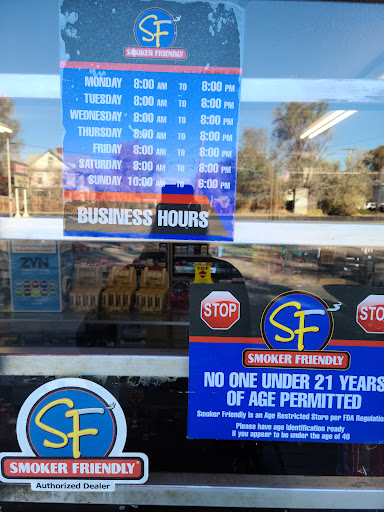 SF
SMOKER FRIENDLY
MONDAY 8:00 AM TO 8:00 PM
TUESDAY 8:00 AM TO 8:00 PM
WEDNESDAY 8:00 AM TO 8:00 PM
THURSDAY 8:00 AM TO 8:00 PM
FRIDAY 8:00 AM TO 8:00 PM
SATURDAY 8:00 AM TO 8:00 PM
SUNDAY 10:00 AM TO 6:00 PM
BUSINESS HOURS
ZYN
STOP
SF
STO
SMOKER FRIENDLY
NO ONE UNDER 21 YEARS
OF AGE PERMITTED
Smoker Friendly is an Age Restricted Store per FDA Regulation
Please have age identification ready
if you appear to be under the age of 40
SF
SMOKER FRIENDLY
Authorized Dealer